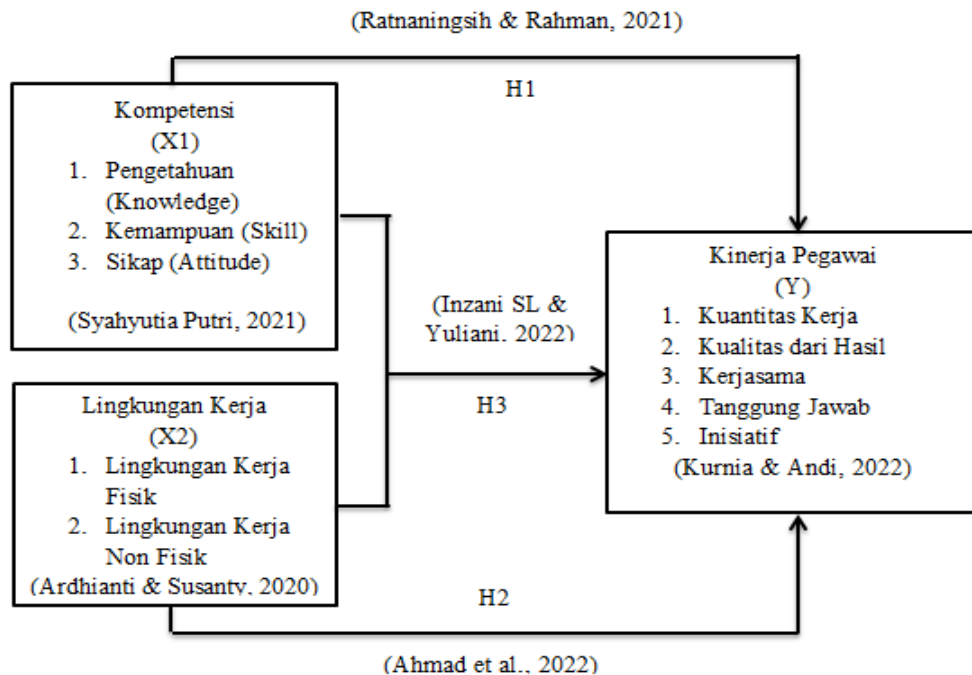 (Ratnaningsih & Rahman, 2021)
H1
Kompetensi
(X1)
1. Pengetahuan
(Knowledge)
2. Kemampuan (Skill)
3. Sikap (Attitude)
(Syahyutia Putri, 2021)
(Inzani SL &
Yuliani, 2022)
H3
Kinerja Pegawai
(Y)
1. Kuantitas Kerja
2. Kualitas dari Hasil
3. Kerjasama
4. Tanggung Jawab
5. Inisiatif
(Kurnia & Andi, 2022)
Lingkungan Kerja
(X2)
1. Lingkungan Kerja
Fisik
2. Lingkungan Kerja
Non Fisik
(Ardhianti & Susanty, 2020)
H2
(Ahmad et al., 2022)